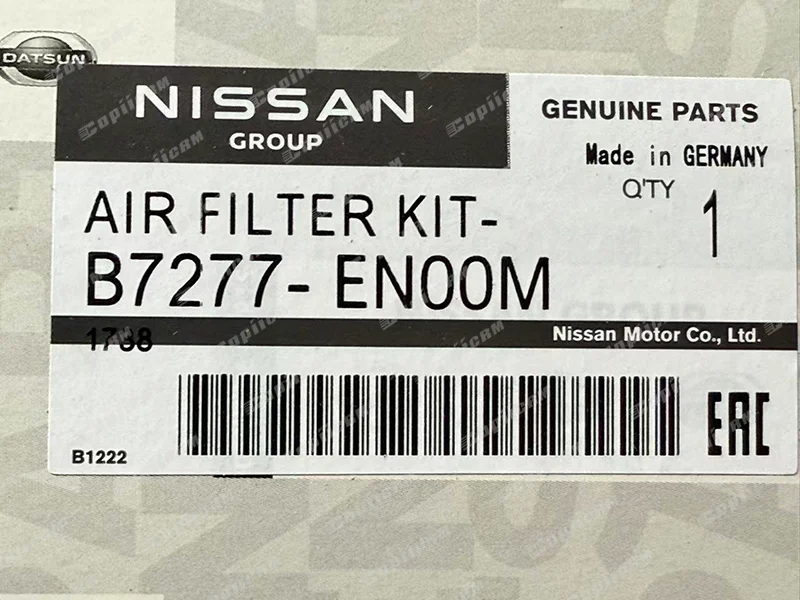 DATSUN
NISSAN
GROUP
GENUINE PARTS
Made in GERMANY
Q'TY 1
AIR FILTER KIT-
B7277- EN00M
1788
Nissan Motor Co., Ltd.
EAC
B1222